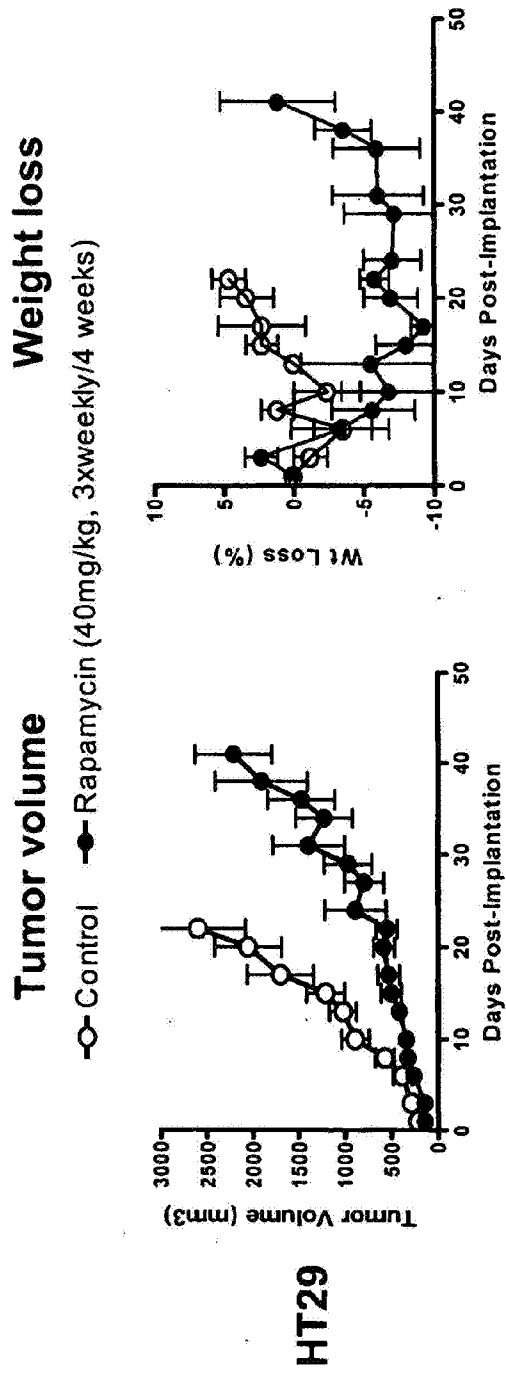 Tumor volume
Weight loss
Control
Rapamycin (40mg/kg, 3xweekly/4 weeks)
HT29
Tumor Volume (mm3)
3000
2500
2000
1500
1000
500
0
0
10
20
30
40
50
Days Post-Implantation
Wt Loss (%)
10
5
0
-5
-10
0
10
20
30
40
50
Days Post-Implantation